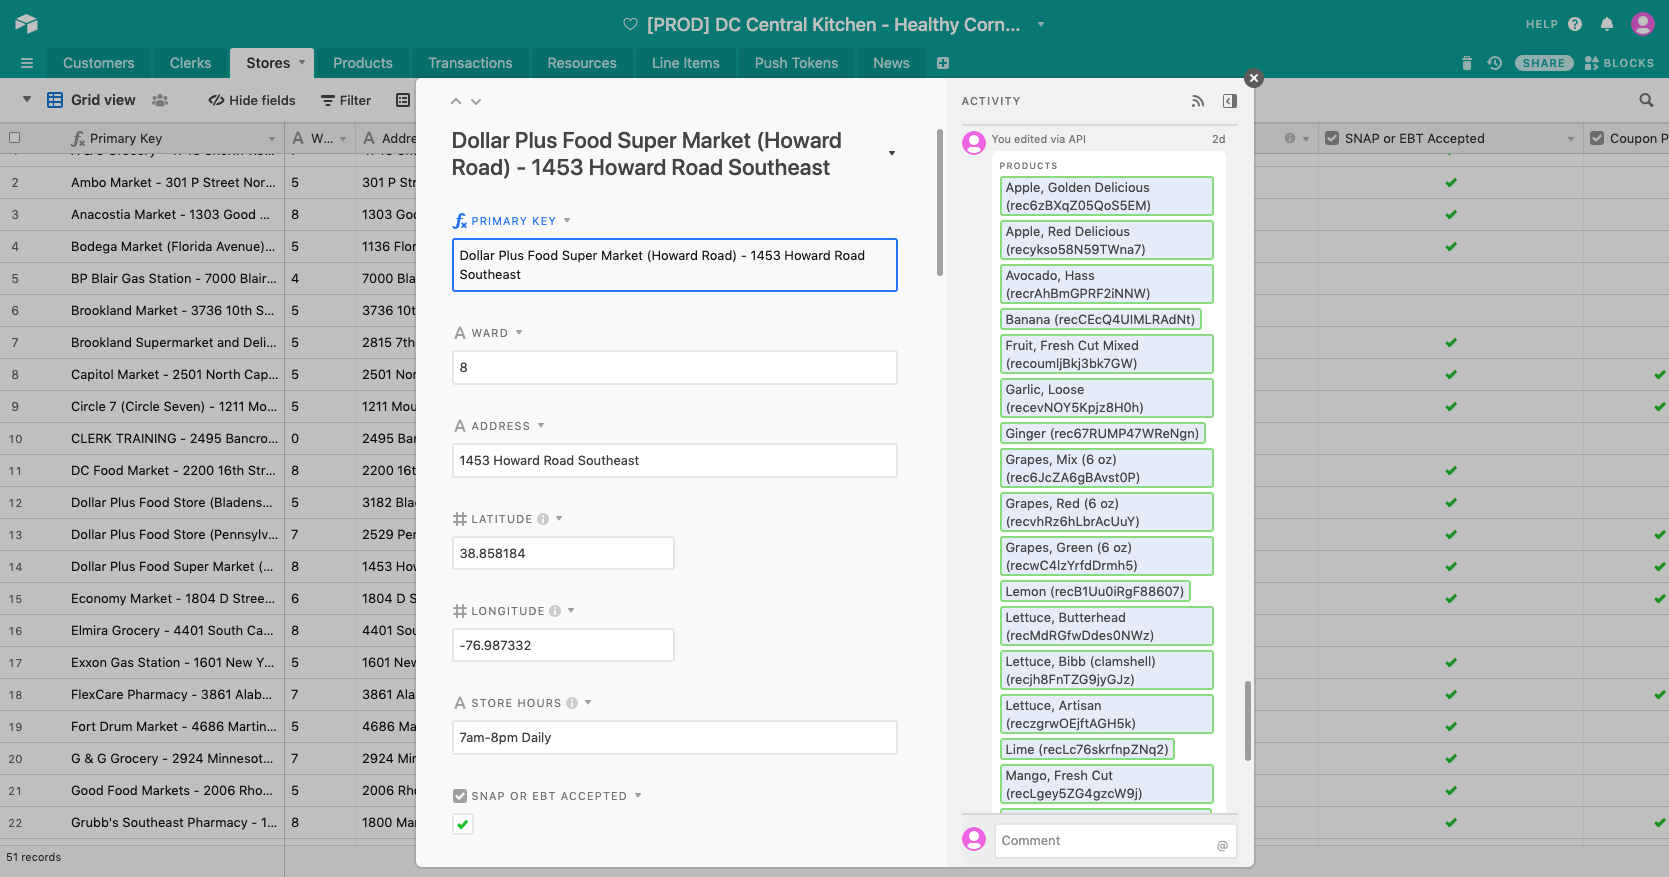 [PROD] DC Central Kitchen - Healthy Corn...
HELP
Customers
Clerks
Stores
Products
Transactions
Resources
Line Items
Push Tokens
News
SHARE
BLOCKS
Grid view
Hide fields
Filter
Primary Key
W...
Addre
SNAP or EBT Accepted
Coupon P
2 Ambo Market - 301 P Street Nor... 5 301 P St
3 Anacostia Market - 1303 Good ... 8 1303 Goo
4 Bodega Market (Florida Avenue)... 5 1136 Flor
5 BP Blair Gas Station - 7000 Blair... 4 7000 Bla
6 Brookland Market - 3736 10th S... 5 3736 10t
7 Brookland Supermarket and Deli... 5 2815 7th
8 Capitol Market - 2501 North Cap... 5 2501 Nor
9 Circle 7 (Circle Seven) - 1211 Mo... 5 1211 Mou
10 CLERK TRAINING - 2495 Bancro... 0 2495 Bar
11 DC Food Market - 2200 16th Str... 8 2200 16t
12 Dollar Plus Food Store (Bladens... 5 3182 Bla
13 Dollar Plus Food Store (Pennsylv... 7 2529 Per
14 Dollar Plus Food Super Market (... 8 1453 Hov
15 Economy Market - 1804 D Stree... 6 1804 D S
16 Elmira Grocery - 4401 South Ca... 8 4401 Sou
17 Exxon Gas Station - 1601 New Y... 5 1601 New
18 FlexCare Pharmacy - 3861 Alab... 7 3861 Ala
19 Fort Drum Market - 4686 Martin... 5 4686 Ma
20 G & G Grocery - 2924 Minnesot... 7 2924 Mir
21 Good Food Markets - 2006 Rho... 5 2006 Rho
22 Grubb's Southeast Pharmacy - 1... 8 1800 Mar
51 records
Dollar Plus Food Super Market (Howard
Road) - 1453 Howard Road Southeast
PRIMARY KEY
Dollar Plus Food Super Market (Howard Road) - 1453 Howard Road
Southeast
WARD
8
ADDRESS
1453 Howard Road Southeast
LATITUDE
38.858184
LONGITUDE
-76.987332
STORE HOURS
7am-8pm Daily
SNAP OR EBT ACCEPTED
ACTIVITY
You edited via API
2d
PRODUCTS
Apple, Golden Delicious
(rec6zBXqZ05QoS5EM)
Apple, Red Delicious
(recykso58N59TWna7)
Avocado, Hass
(recrAhBmGPRF2iNNW)
Banana (recCEcQ4UIMLRAdNt)
Fruit, Fresh Cut Mixed
(recoumljBkj3bk7GW)
Garlic, Loose
(recevNOY5Kpjz8H0h)
Ginger (rec67RUMP47WReNgn)
Grapes, Mix (6 oz)
(rec6JcZA6gBAvst0P)
Grapes, Red (6 oz)
(recvhRz6hLbrAcUuY)
Grapes, Green (6 oz)
(recwC4lzYrfdDrmh5)
Lemon (recB1Uu0iRgF88607)
Lettuce, Butterhead
(recMdRGfwDdes0NWz)
Lettuce, Bibb (clamshell)
(recjh8FnTZG9jyGJz)
Lettuce, Artisan
(reczgrwOEjftAGH5k)
Lime (recLc76skrfnpZNq2)
Mango, Fresh Cut
(recLgey5ZG4gzcW9j)
Comment
@